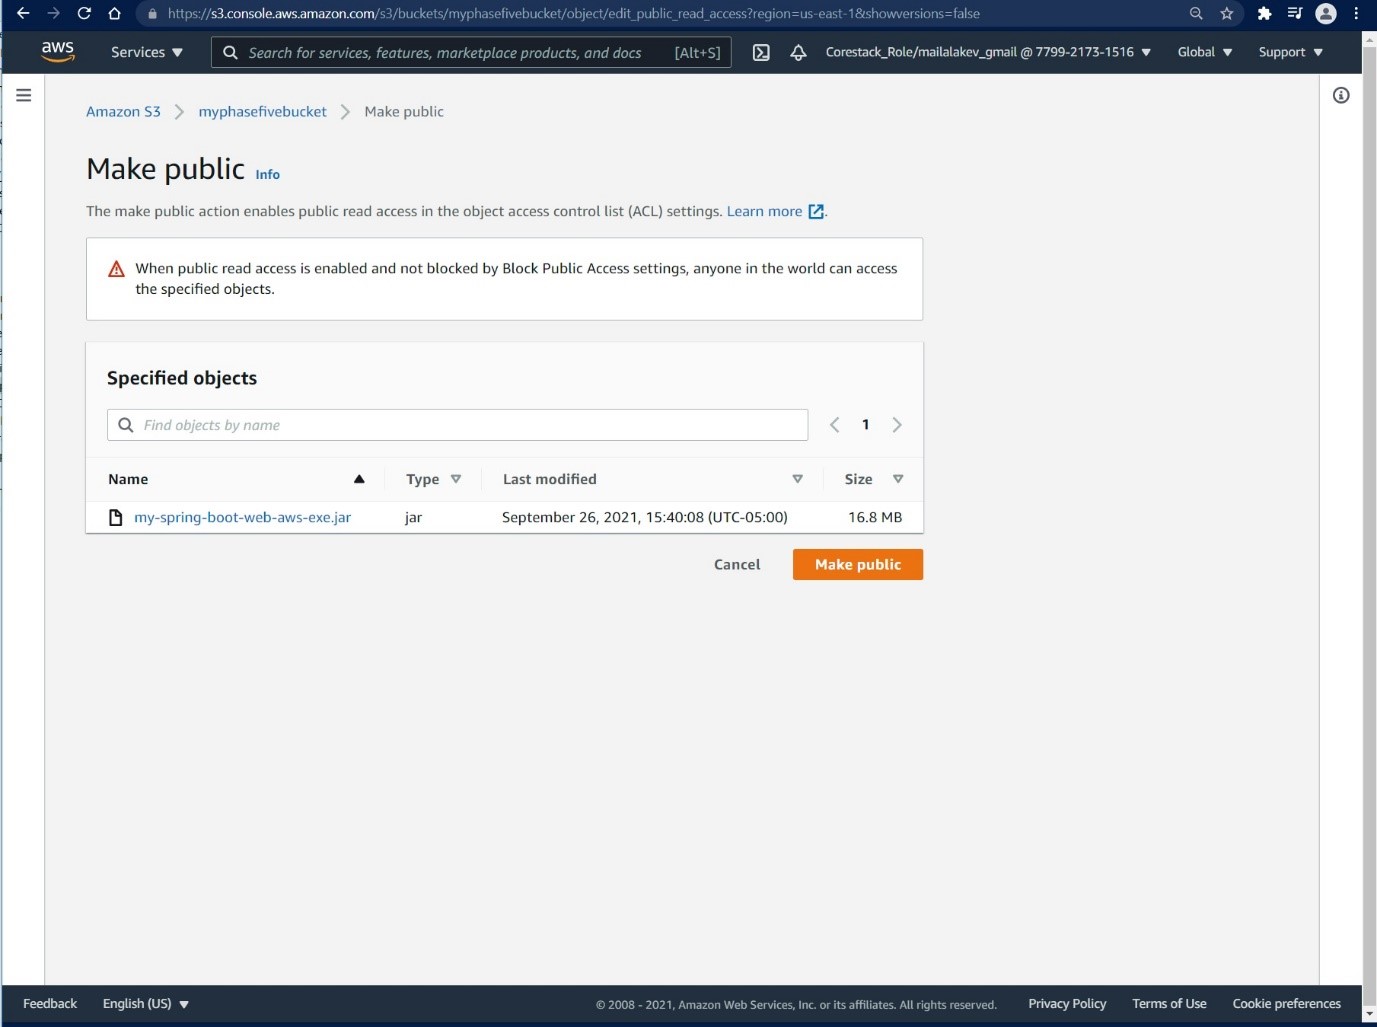 https://s3.console.aws.amazon.com/s3/buckets/myphasefivebucket/object/edit_public_read_access?region=us-east-1&showversions=false
aws Services Search for services, features, marketplace products, and docs [Alt+S] Corestack_Role/mailalakev_gmail @ 7799-2173-1516 Global Support
Amazon S3 myphasefivebucket Make public
Make public Info
The make public action enables public read access in the object access control list (ACL) settings. Learn more.
When public read access is enabled and not blocked by Block Public Access settings, anyone in the world can access
the specified objects.
Specified objects
Find objects by name 1
Name Type Last modified Size
my-spring-boot-web-aws-exe.jar jar September 26, 2021, 15:40:08 (UTC-05:00) 16.8 MB
Cancel Make public
Feedback English (US) © 2008 - 2021, Amazon Web Services, Inc. or its affiliates. All rights reserved. Privacy Policy Terms of Use Cookie preferences